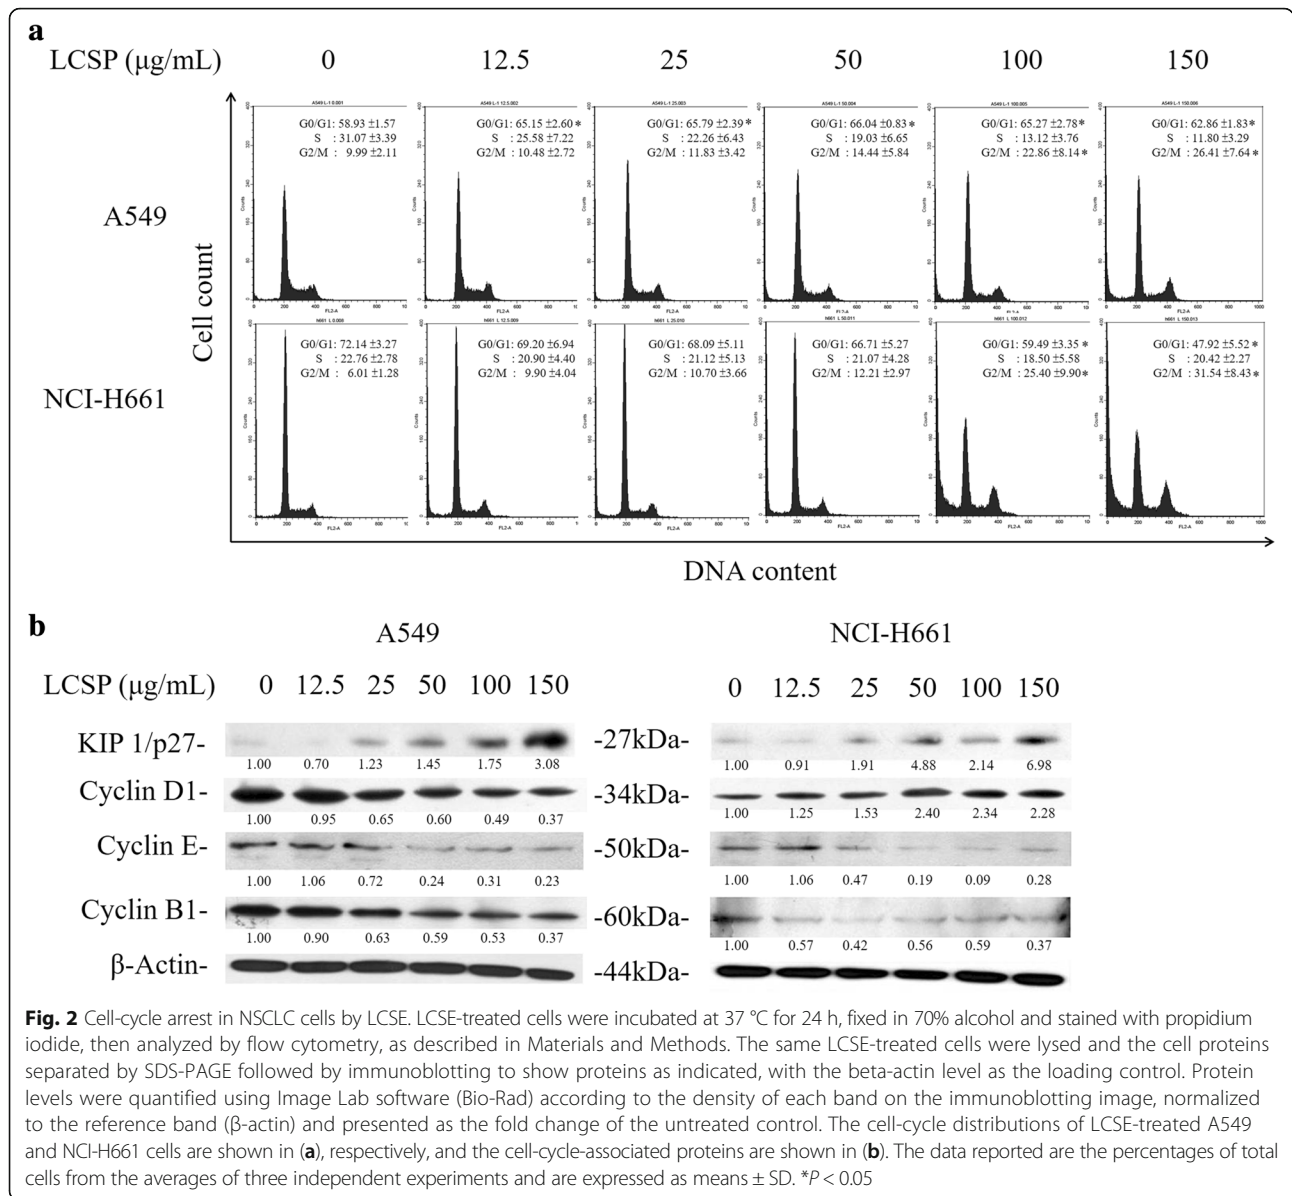 a
LCSP (μg/mL) 0 12.5 25 50 100 150
A549 L-1 0.001
G0/G1: 58.93 ±1.57
S : 31.07 ±3.39
G2/M : 9.99 ±2.11
A549 L-1 12.5.002
G0/G1: 65.15 ±2.60*
S : 25.58 ±7.22
G2/M : 10.48 ±2.72
A549 L-1 25.003
G0/G1: 65.79 ±2.39*
S : 22.26 ±6.43
G2/M : 11.83 ±3.42
A549 L-1 50.004
G0/G1: 66.04 ±0.83*
S : 19.03 ±6.65
G2/M : 14.44 ±5.84
A549 L-1 100.005
G0/G1: 65.27 ±2.78*
S : 13.12 ±3.76
G2/M : 22.86 ±8.14*
A549 L-1 150.006
G0/G1: 62.86 ±1.83*
S : 11.80 ±3.29
G2/M : 26.41 ±7.64*
A549
Cell count
G0/G1: 72.14 ±3.27
S : 22.76 ±2.78
G2/M : 6.01 ±1.28
G0/G1: 69.20 ±6.94
S : 20.90 ±4.40
G2/M : 9.90 ±4.04
G0/G1: 68.09 ±5.11
S : 21.12 ±5.13
G2/M : 10.70 ±3.66
G0/G1: 66.71 ±5.27
S : 21.07 ±4.28
G2/M : 12.21 ±2.97
G0/G1: 59.49 ±3.35*
S : 18.50 ±5.58
G2/M : 25.40 ±9.90*
G0/G1: 47.92 ±5.52*
S : 20.42 ±2.27
G2/M : 31.54 ±8.43*
NCI-H661
DNA content
b
A549 NCI-H661
LCSP (μg/mL) 0 12.5 25 50 100 150 0 12.5 25 50 100 150
KIP 1/p27- -27kDa-
1.00 0.70 1.23 1.45 1.75 3.08 1.00 0.91 1.91 4.88 2.14 6.98
Cyclin D1- -34kDa-
1.00 0.95 0.65 0.60 0.49 0.37 1.00 1.25 1.53 2.40 2.34 2.28
Cyclin E- -50kDa-
1.00 1.06 0.72 0.24 0.31 0.23 1.00 1.06 0.47 0.19 0.09 0.28
Cyclin B1- -60kDa-
1.00 0.90 0.63 0.59 0.53 0.37 1.00 0.57 0.42 0.56 0.59 0.37
β-Actin- -44kDa-
Fig. 2 Cell-cycle arrest in NSCLC cells by LCSE. LCSE-treated cells were incubated at 37 °C for 24 h, fixed in 70% alcohol and stained with propidium
iodide, then analyzed by flow cytometry, as described in Materials and Methods. The same LCSE-treated cells were lysed and the cell proteins
separated by SDS-PAGE followed by immunoblotting to show proteins as indicated, with the beta-actin level as the loading control. Protein
levels were quantified using Image Lab software (Bio-Rad) according to the density of each band on the immunoblotting image, normalized
to the reference band (β-actin) and presented as the fold change of the untreated control. The cell-cycle distributions of LCSE-treated A549
and NCI-H661 cells are shown in (a), respectively, and the cell-cycle-associated proteins are shown in (b). The data reported are the percentages of total
cells from the averages of three independent experiments and are expressed as means ± SD. *P < 0.05